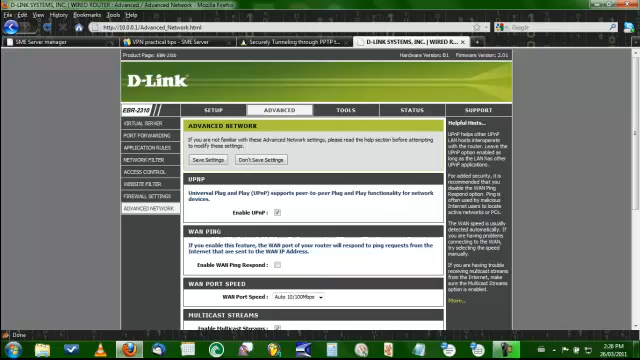 D-LINK SYSTEMS, INC. | WIRED ROUTER : Advanced / Advanced Network - Mozilla Firefox
File Edit View History Bookmarks Tools Help
http://10.0.0.1/Advanced_Network.html
Google
SME Server manager
VPN practical tips - SME Server
Securely Tunneling through PPTP t...
D-LINK SYSTEMS, INC. | WIRED R...
Product Page: EBR-2310
Hardware Version: B1 Firmware Version: 2.01
D-Link
EBR-2310
SETUP
ADVANCED
TOOLS
STATUS
SUPPORT
VIRTUAL SERVER
PORT FORWARDING
APPLICATION RULES
NETWORK FILTER
ACCESS CONTROL
WEBSITE FILTER
FIREWALL SETTINGS
ADVANCED NETWORK
ADVANCED NETWORK
If you are not familiar with these Advanced Network settings, please read the help section before attempting
to modify these settings.
Save Settings
Don't Save Settings
UPNP
Universal Plug and Play (UPnP) supports peer-to-peer Plug and Play functionality for network
devices.
Enable UPnP :
WAN PING
If you enable this feature, the WAN port of your router will respond to ping requests from the
Internet that are sent to the WAN IP Address.
Enable WAN Ping Respond :
WAN PORT SPEED
WAN Port Speed : Auto 10/100Mbps
MULTICAST STREAMS
Enable Multicast Streams :
Helpful Hints...
UPnP helps other UPnP
LAN hosts interoperate
with the router. Leave the
UPnP option enabled as
long as the LAN has other
UPnP applications.
For added security, it is
recommended that you
disable the WAN Ping
Respond option. Ping is
often used by malicious
Internet users to locate
active networks or PCs.
The WAN speed is usually
detected automatically. If
you are having problems
connecting to the WAN,
try selecting the speed
manually.
If you are having trouble
receiving multicast streams
from the Internet, make
sure the Multicast Streams
option is enabled.
More...
Done
2:26 PM
26/03/2011